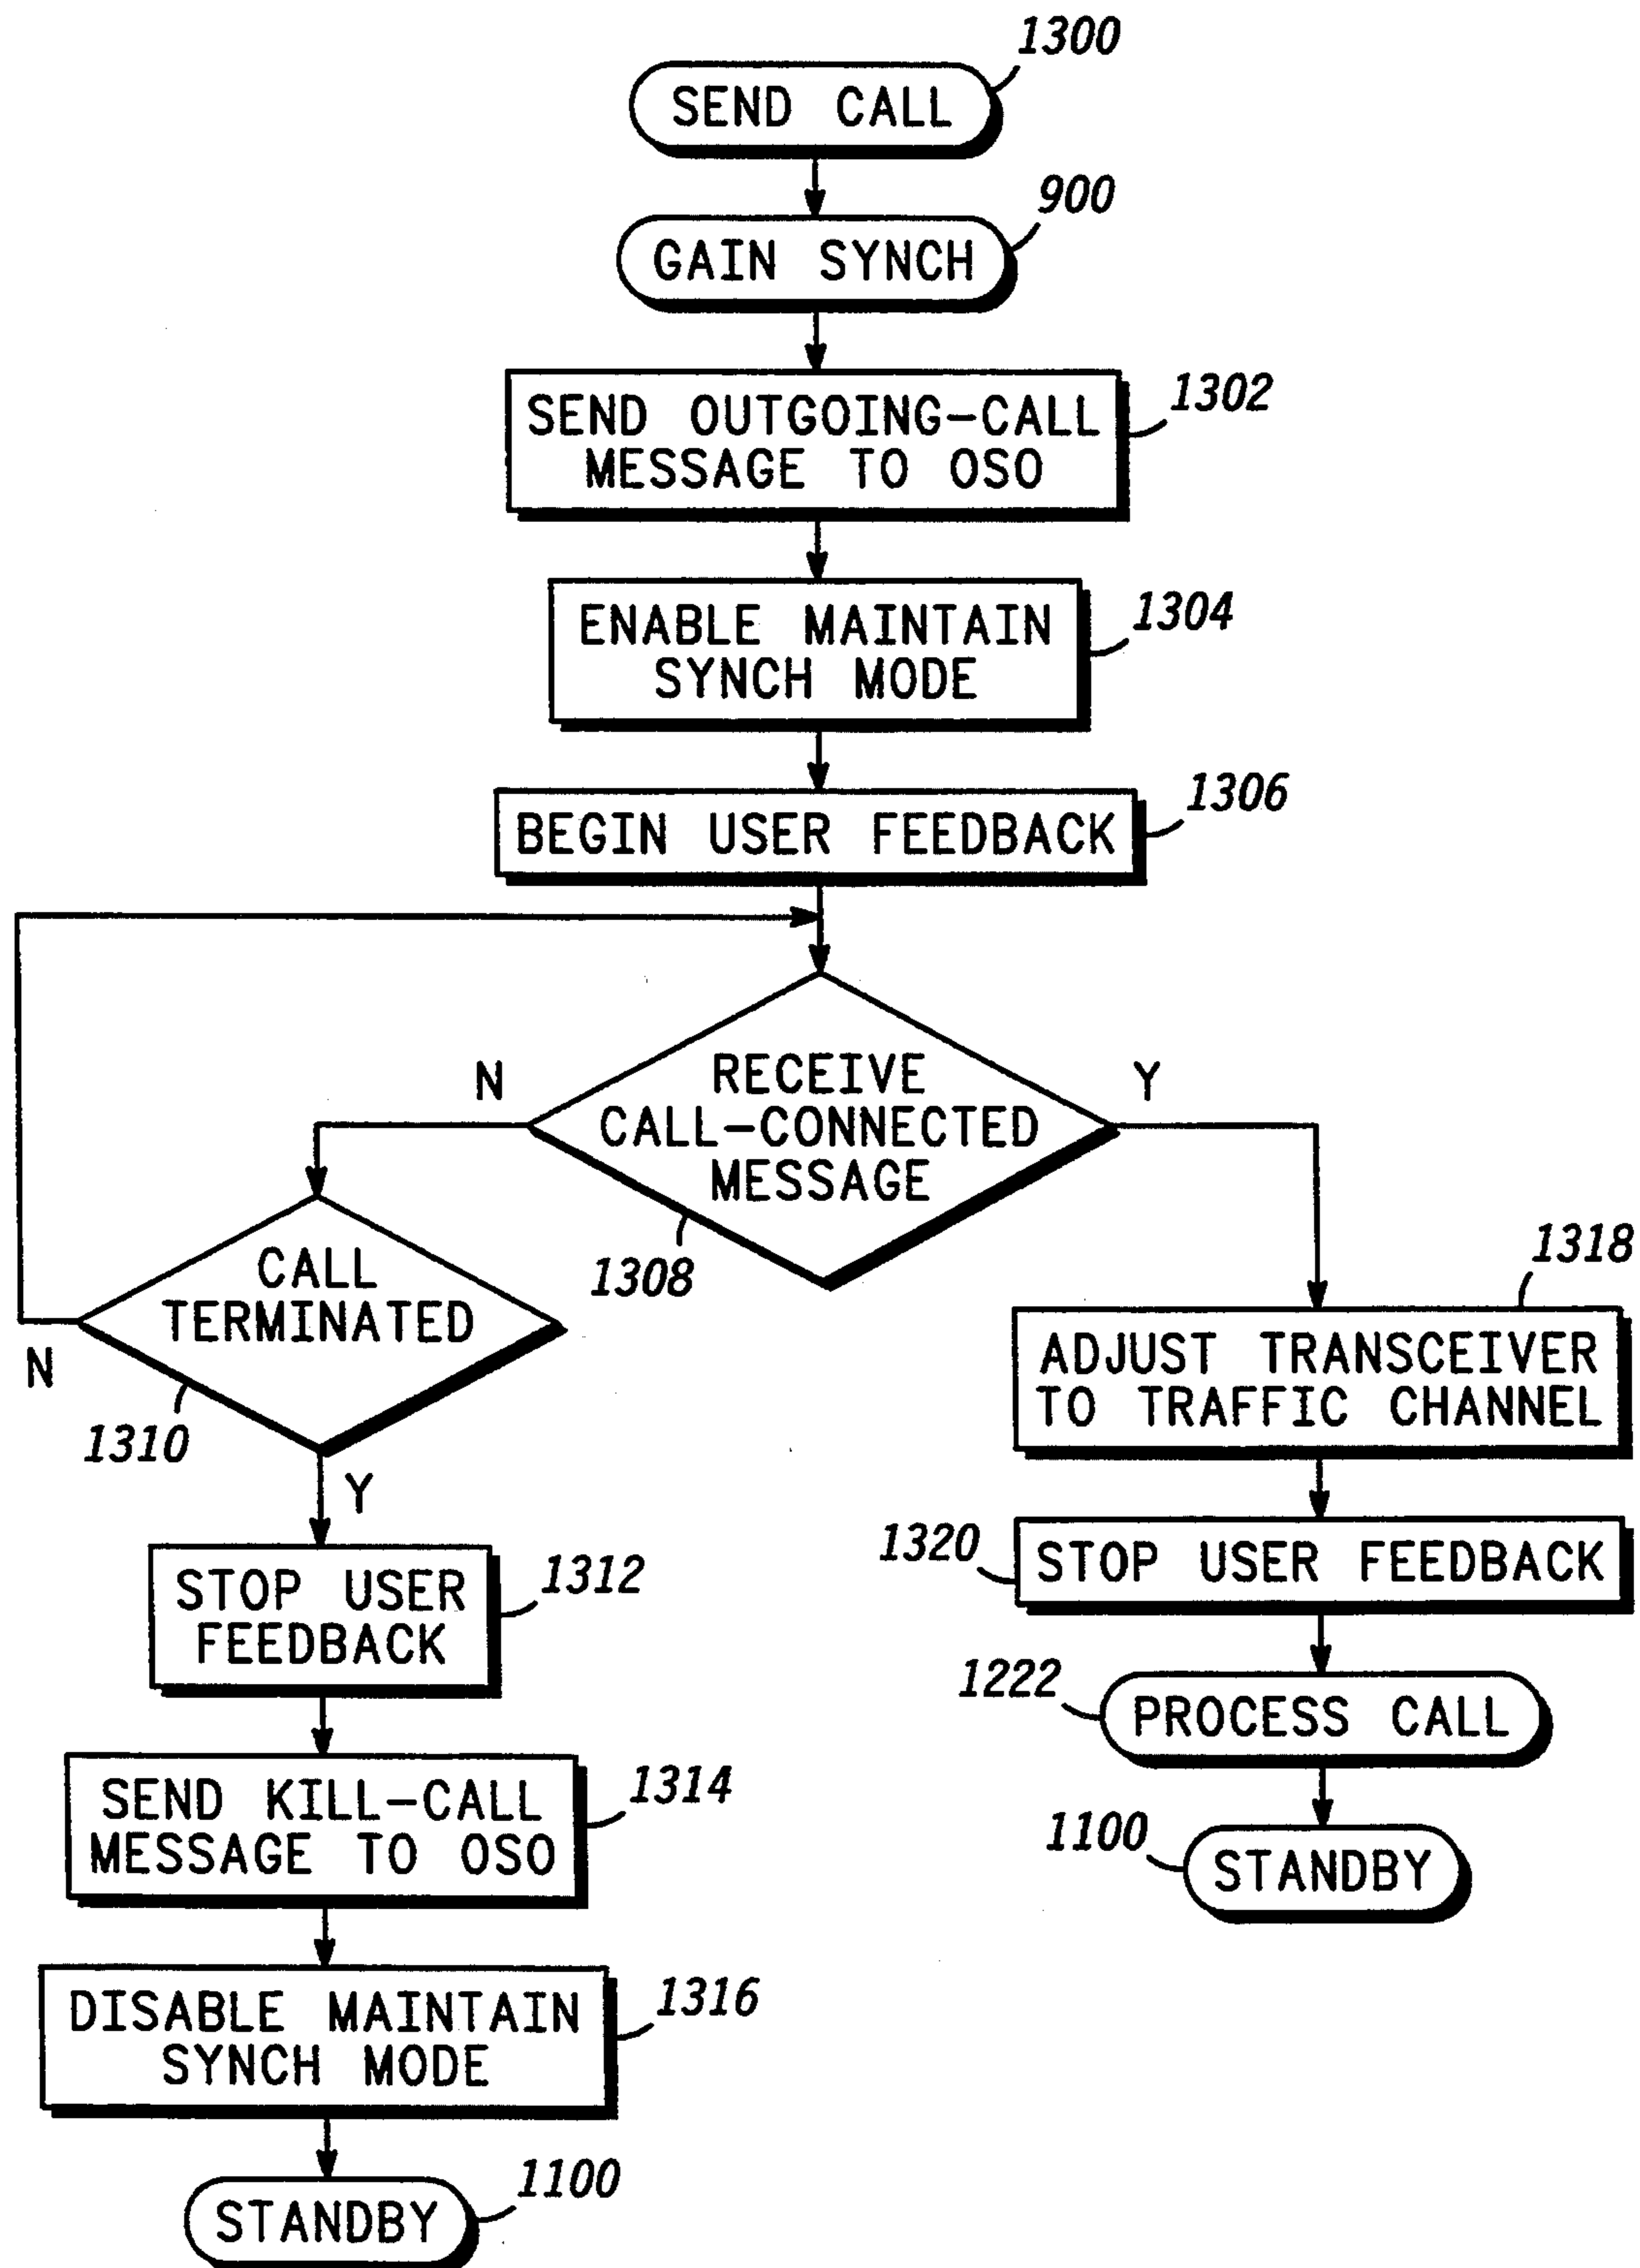 1300
SEND CALL
900
GAIN SYNCH
1302
SEND OUTGOING-CALL
MESSAGE TO OSO
1304
ENABLE MAINTAIN
SYNCH MODE
1306
BEGIN USER FEEDBACK
N
Y
RECEIVE
CALL-CONNECTED
MESSAGE
1308
CALL
TERMINATED
N
1310
Y
1318
ADJUST TRANSCEIVER
TO TRAFFIC CHANNEL
1312
STOP USER
FEEDBACK
1320
STOP USER FEEDBACK
1222
PROCESS CALL
1314
SEND KILL-CALL
MESSAGE TO OSO
1100
STANDBY
1316
DISABLE MAINTAIN
SYNCH MODE
1100
STANDBY